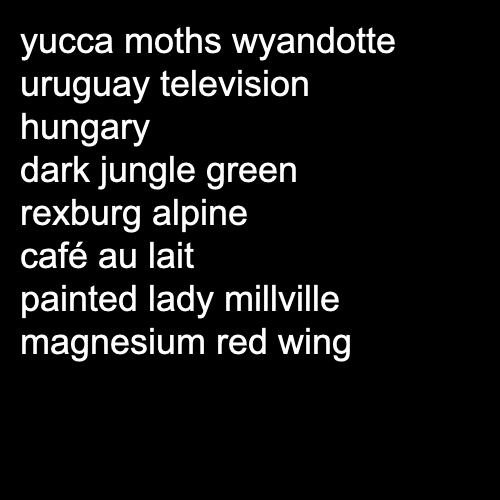 yucca moths wyandotte
uruguay television
hungary
dark jungle green
rexburg alpine
café au lait
painted lady millville
magnesium red wing